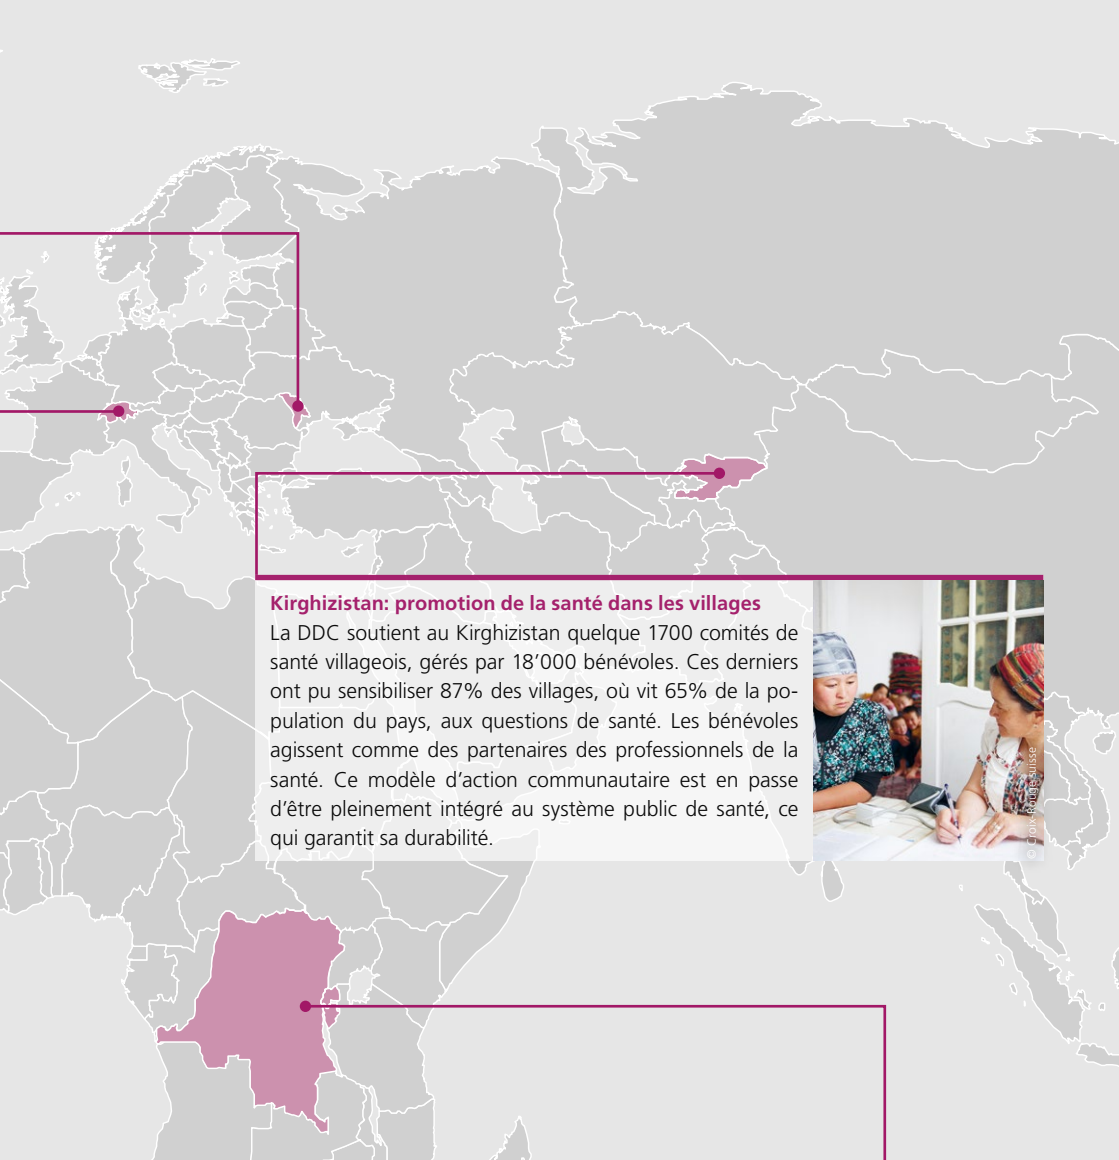 Kirghizistan: promotion de la santé dans les villages
La DDC soutient au Kirghizistan quelque 1700 comités de
santé villageois, gérés par 18’000 bénévoles. Ces derniers
ont pu sensibiliser 87% des villages, où vit 65% de la po-
pulation du pays, aux questions de santé. Les bénévoles
agissent comme des partenaires des professionnels de la
santé. Ce modèle d’action communautaire est en passe
d’être pleinement intégré au système public de santé, ce
qui garantit sa durabilité.
© Croix-Rouge suisse